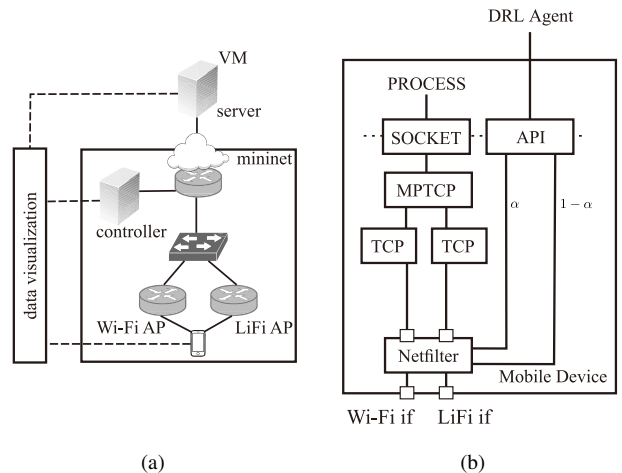 VM
server
mininet
controller
data visualization
Wi-Fi AP
LiFi AP
(a)
DRL Agent
PROCESS
SOCKET
API
MPTCP
α
1 − α
TCP
TCP
Netfilter
Mobile Device
Wi-Fi if
LiFi if
(b)